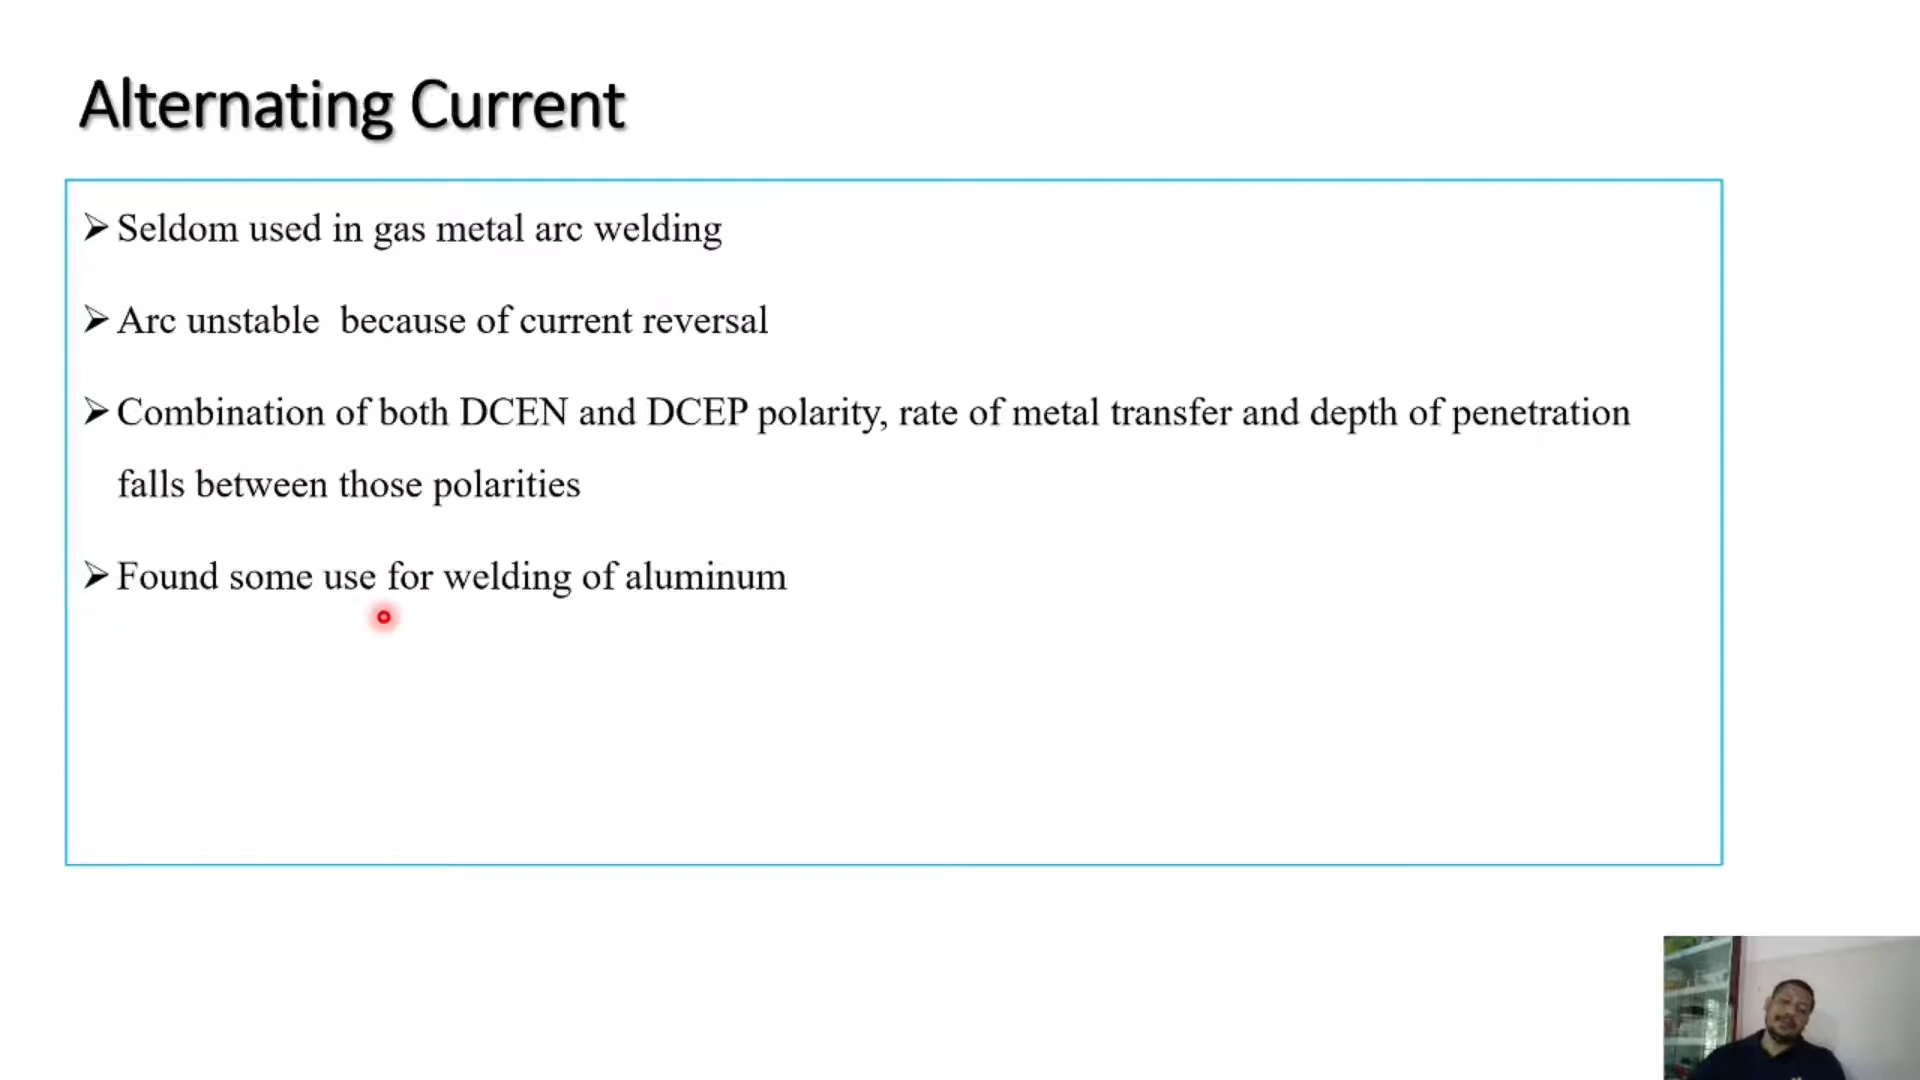 Alternating Current
➢ Seldom used in gas metal arc welding
➢ Arc unstable  because of current reversal
➢ Combination of both DCEN and DCEP polarity, rate of metal transfer and depth of penetration
falls between those polarities
➢ Found some use for welding of aluminum